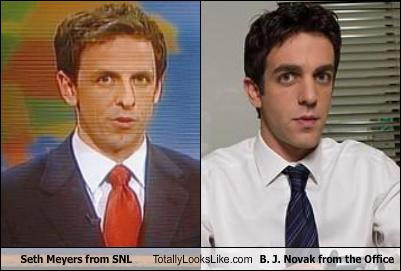 Seth Meyers from SNL TotallyLooksLike.com B. J. Novak from the Office